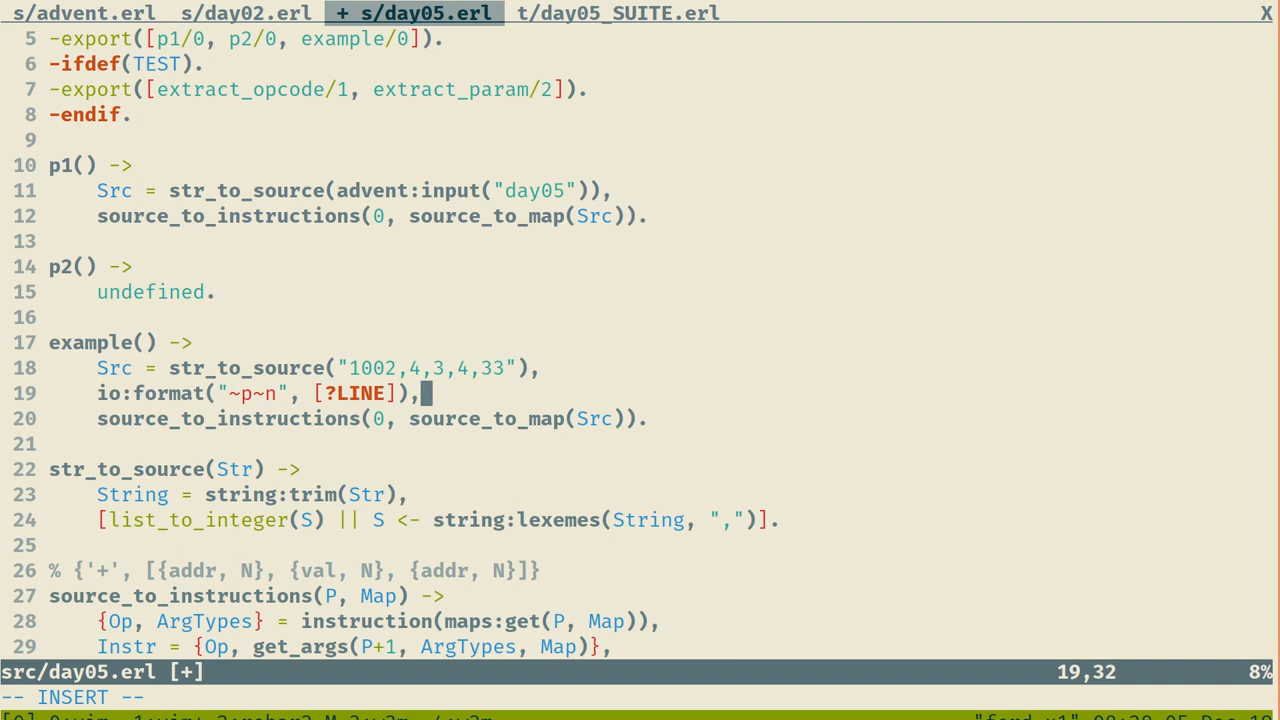 s/advent.erl  s/day02.erl  + s/day05.erl  t/day05_SUITE.erl X
5 -export([p1/0, p2/0, example/0]).
6 -ifdef(TEST).
7 -export([extract_opcode/1, extract_param/2]).
8 -endif.
9
10 p1() ->
11     Src = str_to_source(advent:input("day05")),
12     source_to_instructions(0, source_to_map(Src)).
13
14 p2() ->
15     undefined.
16
17 example() ->
18     Src = str_to_source("1002,4,3,4,33"),
19     io:format("~p~n", [?LINE]),
20     source_to_instructions(0, source_to_map(Src)).
21
22 str_to_source(Str) ->
23     String = string:trim(Str),
24     [list_to_integer(S) || S <- string:lexemes(String, ",")].
25
26 % {'+', [{addr, N}, {val, N}, {addr, N}]}
27 source_to_instructions(P, Map) ->
28     {Op, ArgTypes} = instruction(maps:get(P, Map)),
29     Instr = {Op, get_args(P+1, ArgTypes, Map)},
src/day05.erl [+] 19,32 8%
-- INSERT --